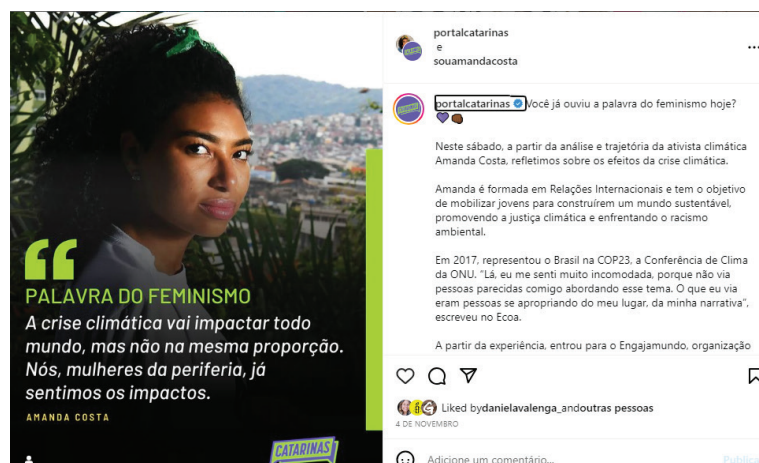 PALAVRA DO FEMINISMO
A crise climática vai impactar todo
mundo, mas não na mesma proporção.
Nós, mulheres da periferia, já
sentimos os impactos.
AMANDA COSTA
CATARINAS
portalcatarinas
e
souamandacosta
portalcatarinas Você já ouviu a palavra do feminismo hoje?
Neste sábado, a partir da análise e trajetória da ativista climática
Amanda Costa, refletimos sobre os efeitos da crise climática.
Amanda é formada em Relações Internacionais e tem o objetivo
de mobilizar jovens para construírem um mundo sustentável,
promovendo a justiça climática e enfrentando o racismo
ambiental.
Em 2017, representou o Brasil na COP23, a Conferência de Clima
da ONU. “Lá, eu me senti muito incomodada, porque não via
pessoas parecidas comigo abordando esse tema. O que eu via
eram pessoas se apropriando do meu lugar, da minha narrativa”,
escreveu no Ecoa.
A partir da experiência, entrou para o Engajamundo, organização
Liked bydanielavalenga_andoutras pessoas
4 DE NOVEMBRO
Adicione um comentário...
Publica